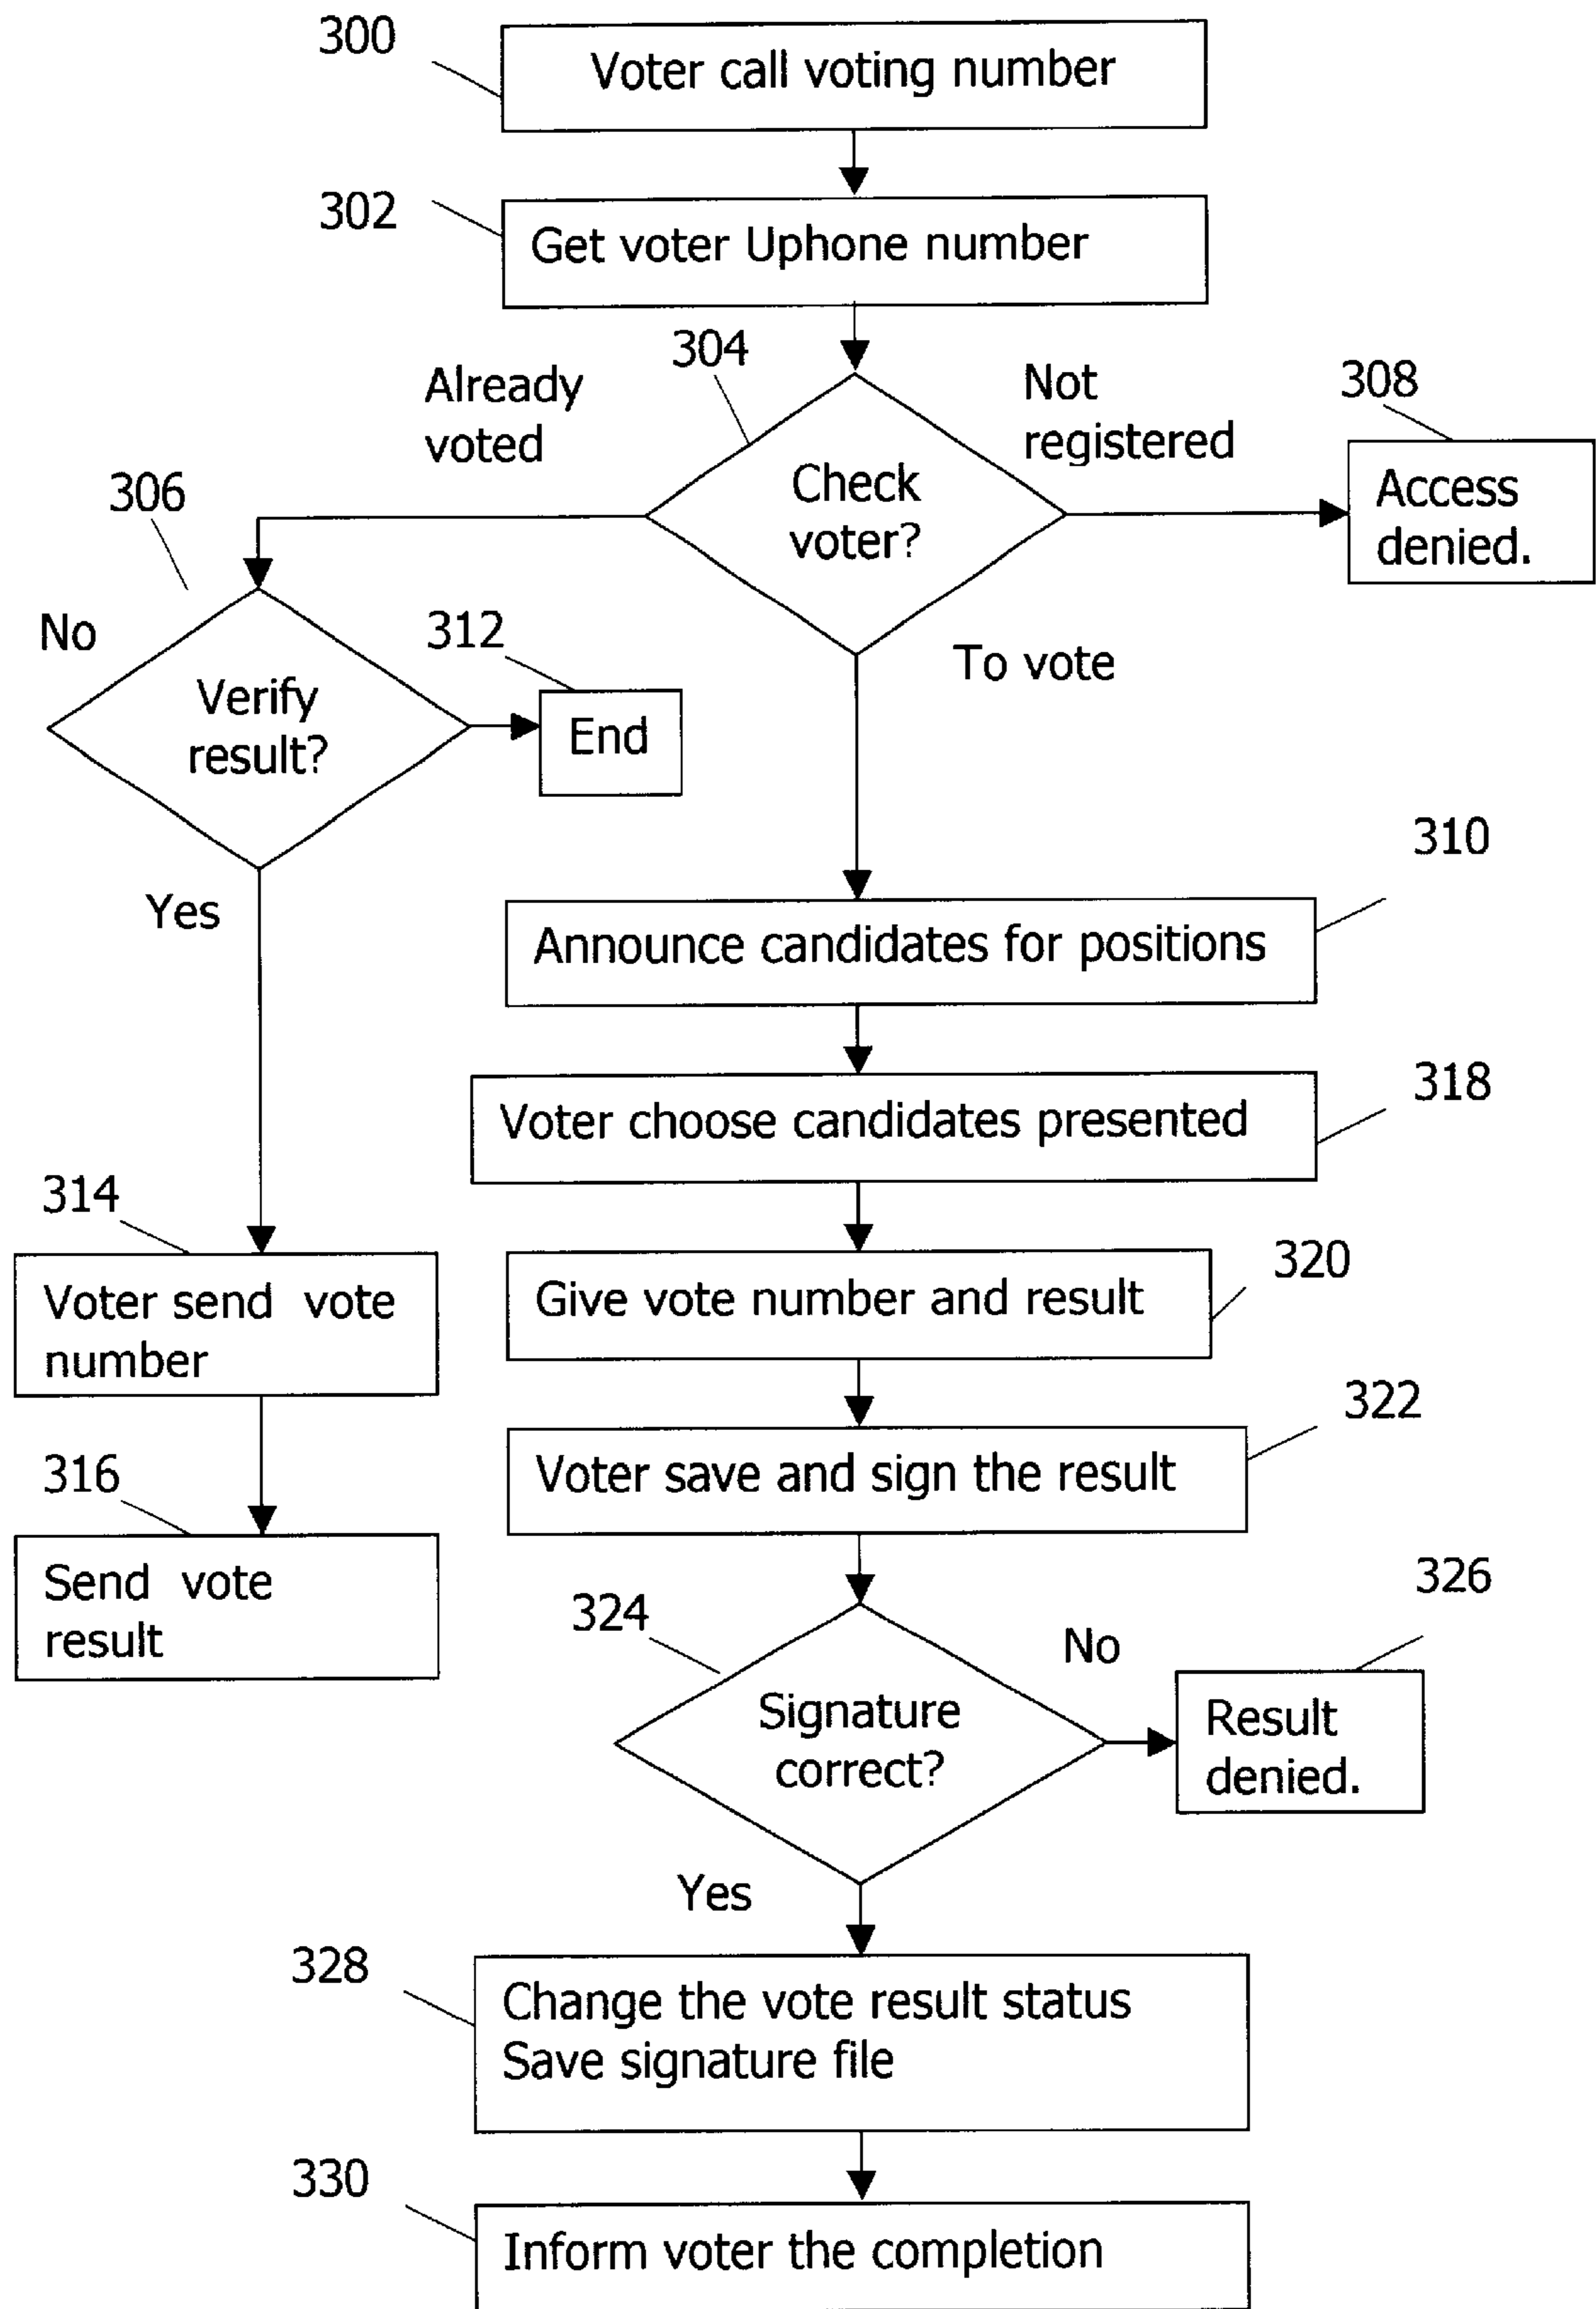 300
Voter call voting number
302
Get voter Uphone number
304
Already
voted
Not
registered
308
Check
voter?
Access
denied.
306
No
312
To vote
Verify
result?
End
310
Yes
Announce candidates for positions
318
Voter choose candidates presented
314
320
Voter send vote
number
Give vote number and result
322
316
Voter save and sign the result
Send vote
result
326
324
No
Signature
correct?
Result
denied.
Yes
328
Change the vote result status
Save signature file
330
Inform voter the completion